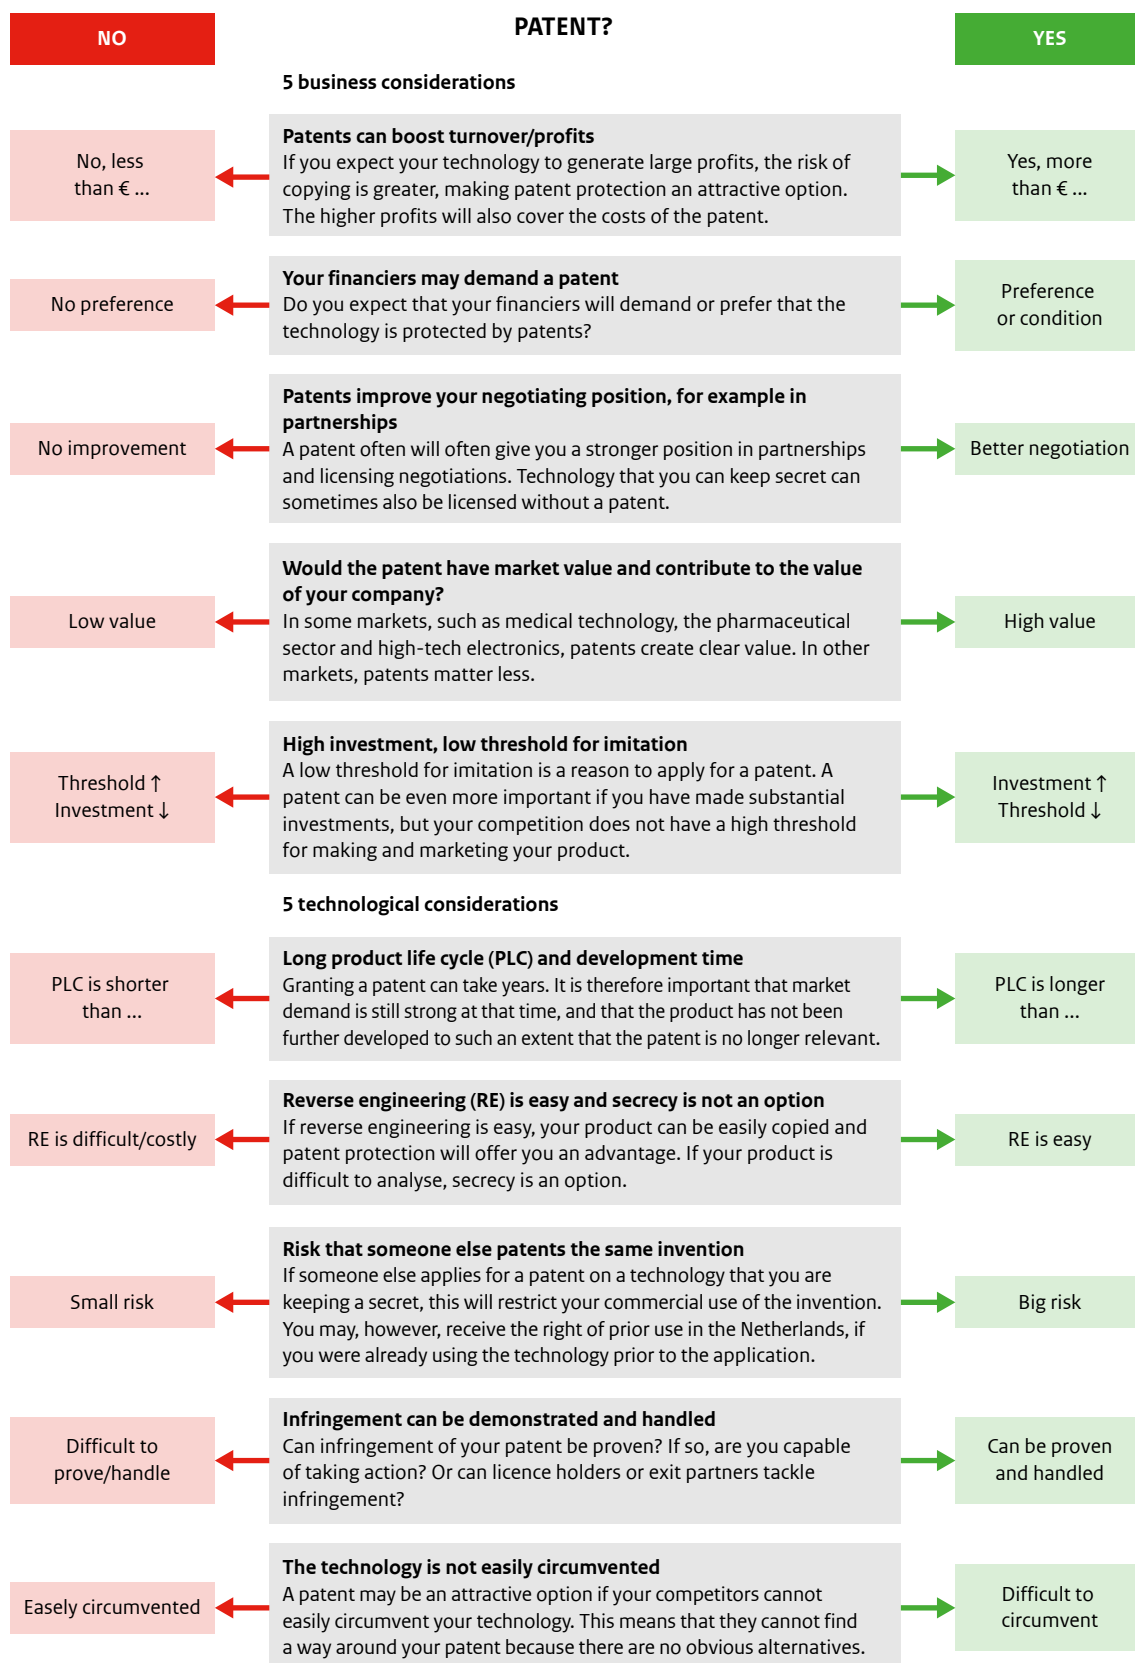 NO
PATENT?
YES
5 business considerations
No, less
than € ...
Patents can boost turnover/profits
If you expect your technology to generate large profits, the risk of
copying is greater, making patent protection an attractive option.
The higher profits will also cover the costs of the patent.
Yes, more
than € ...
No preference
Your financiers may demand a patent
Do you expect that your financiers will demand or prefer that the
technology is protected by patents?
Preference
or condition
No improvement
Patents improve your negotiating position, for example in
partnerships
A patent often will often give you a stronger position in partnerships
and licensing negotiations. Technology that you can keep secret can
sometimes also be licensed without a patent.
Better negotiation
Low value
Would the patent have market value and contribute to the value
of your company?
In some markets, such as medical technology, the pharmaceutical
sector and high-tech electronics, patents create clear value. In other
markets, patents matter less.
High value
Threshold ↑
Investment ↓
High investment, low threshold for imitation
A low threshold for imitation is a reason to apply for a patent. A
patent can be even more important if you have made substantial
investments, but your competition does not have a high threshold
for making and marketing your product.
Investment ↑
Threshold ↓
5 technological considerations
PLC is shorter
than ...
Long product life cycle (PLC) and development time
Granting a patent can take years. It is therefore important that market
demand is still strong at that time, and that the product has not been
further developed to such an extent that the patent is no longer relevant.
PLC is longer
than ...
RE is difficult/costly
Reverse engineering (RE) is easy and secrecy is not an option
If reverse engineering is easy, your product can be easily copied and
patent protection will offer you an advantage. If your product is
difficult to analyse, secrecy is an option.
RE is easy
Small risk
Risk that someone else patents the same invention
If someone else applies for a patent on a technology that you are
keeping a secret, this will restrict your commercial use of the invention.
You may, however, receive the right of prior use in the Netherlands, if
you were already using the technology prior to the application.
Big risk
Difficult to
prove/handle
Infringement can be demonstrated and handled
Can infringement of your patent be proven? If so, are you capable
of taking action? Or can licence holders or exit partners tackle
infringement?
Can be proven
and handled
Easely circumvented
The technology is not easily circumvented
A patent may be an attractive option if your competitors cannot
easily circumvent your technology. This means that they cannot find
a way around your patent because there are no obvious alternatives.
Difficult to
circumvent